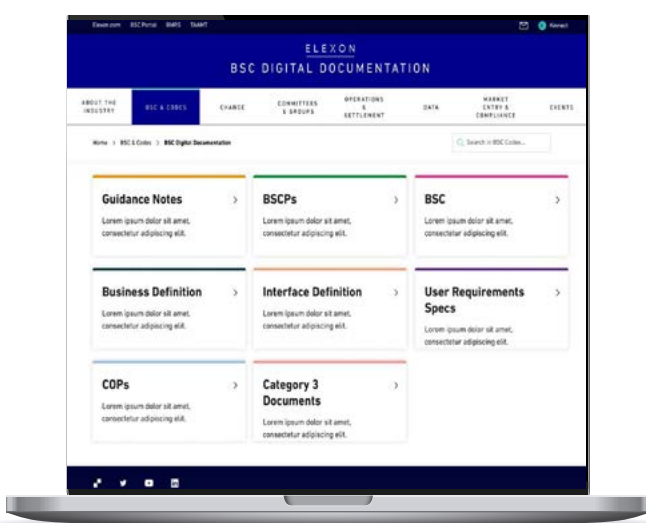 Elexon.com BSC Portal BMRS TAAMT Kinnect
ELEXON
BSC DIGITAL DOCUMENTATION
ABOUT THE
INDUSTRY
BSC & CODES
CHANGE
COMMITTEES
& GROUPS
OPERATIONS
&
SETTLEMENT
DATA
MARKET
ENTRY &
COMPLIANCE
EVENTS
Home > BSC & Codes > BSC Digital Documentation
Search in BSC Codes...
Guidance Notes
Lorem ipsum dolor sit amet,
consectetur adipiscing elit.
BSCPs
Lorem ipsum dolor sit amet,
consectetur adipiscing elit.
BSC
Lorem ipsum dolor sit amet,
consectetur adipiscing elit.
Business Definition
Lorem ipsum dolor sit amet,
consectetur adipiscing elit.
Interface Definition
Lorem ipsum dolor sit amet,
consectetur adipiscing elit.
User Requirements
Specs
Lorem ipsum dolor sit amet,
consectetur adipiscing elit.
COPs
Lorem ipsum dolor sit amet,
consectetur adipiscing elit.
Category 3
Documents
Lorem ipsum dolor sit amet,
consectetur adipiscing elit.